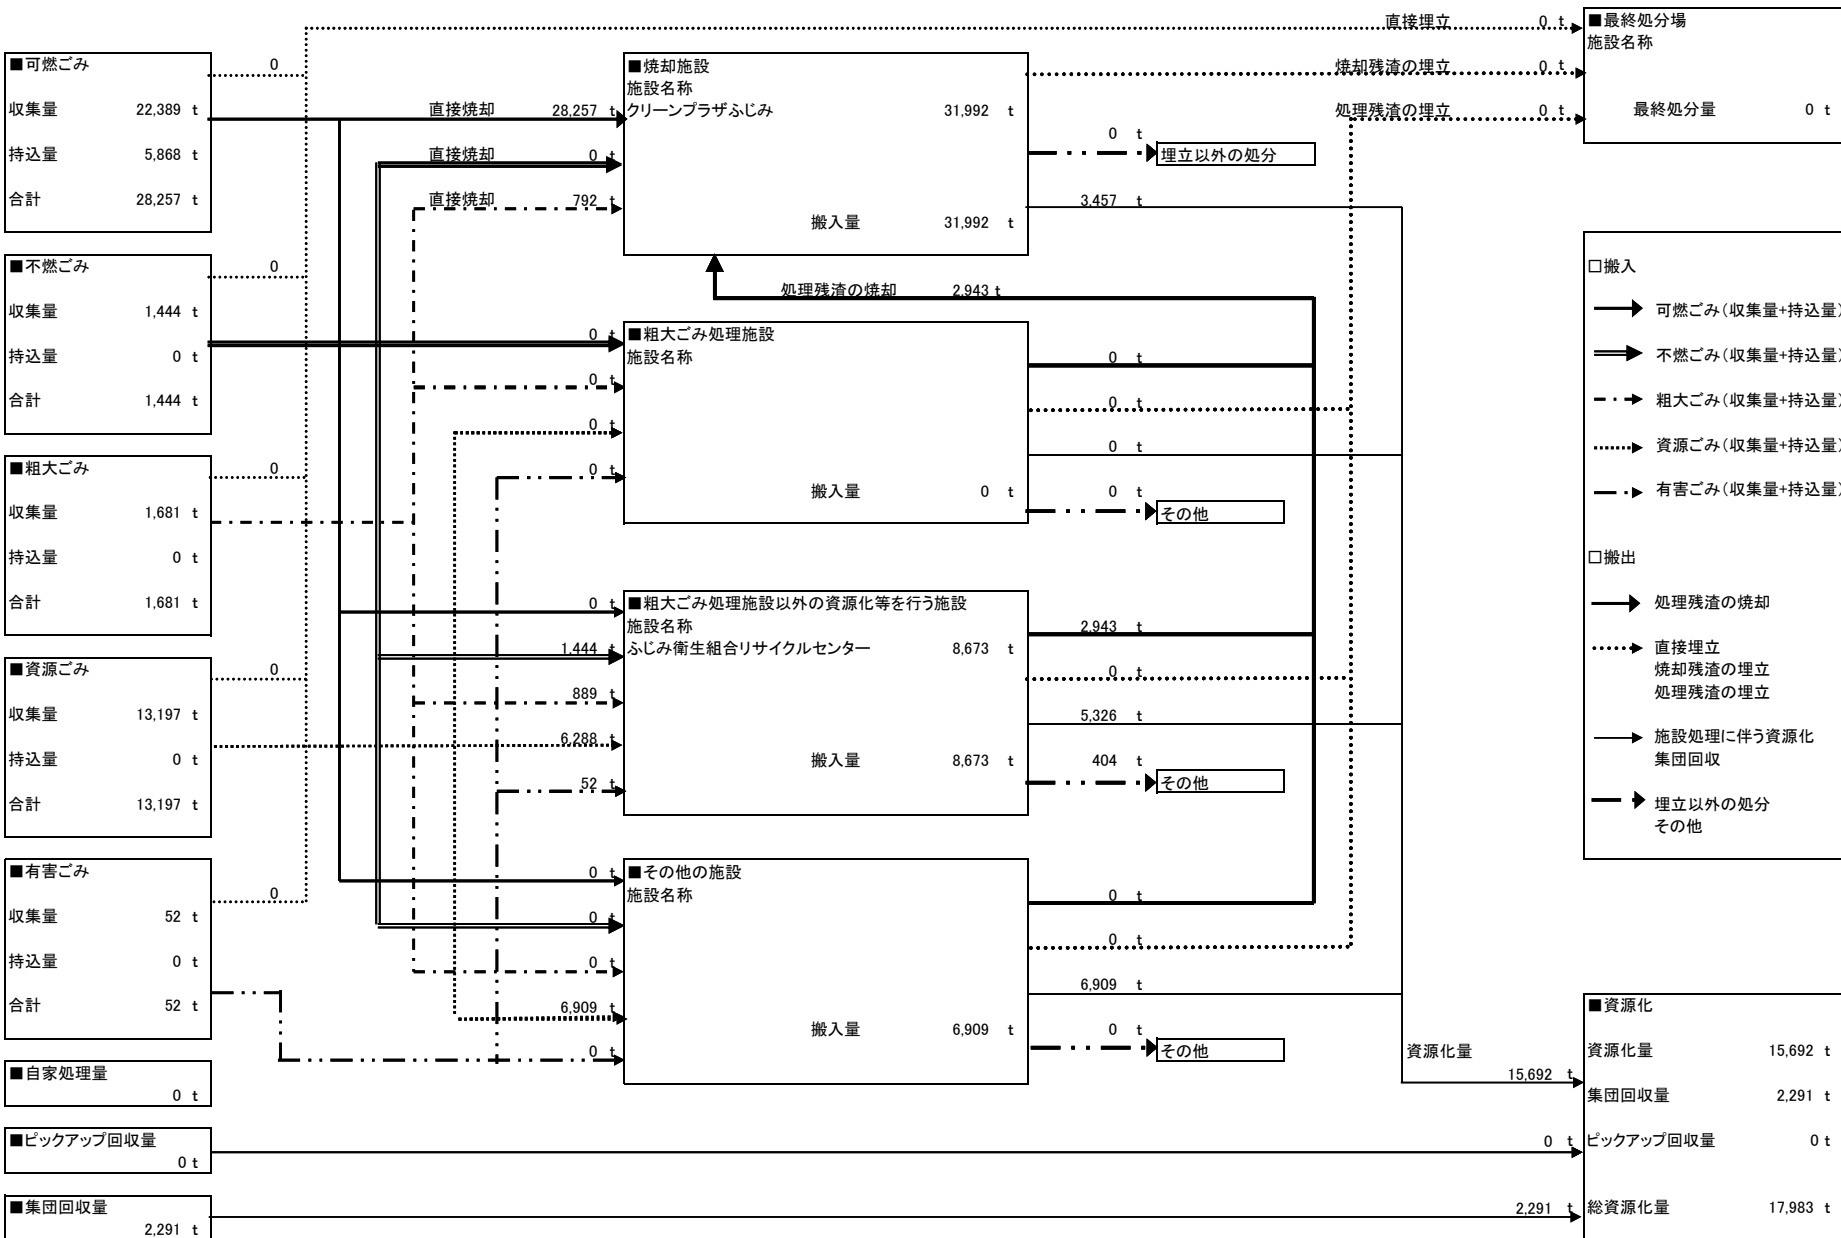 ■可燃ごみ
収集量 22,389 t
持込量 5,868 t
合計 28,257 t
■不燃ごみ
収集量 1,444 t
持込量 0 t
合計 1,444 t
■粗大ごみ
収集量 1,681 t
持込量 0 t
合計 1,681 t
■資源ごみ
収集量 13,197 t
持込量 0 t
合計 13,197 t
■有害ごみ
収集量 52 t
持込量 0 t
合計 52 t
■自家処理量
0 t
■ピックアップ回収量
0 t
■集団回収量
2,291 t
0
0
0
0
0
直接焼却 28,257 t
直接焼却 0 t
直接焼却 792 t
■焼却施設
施設名称
クリーンプラザふじみ 31,992 t
搬入量 31,992 t
処理残渣の焼却 2,943 t
0 t
0 t
0 t
0 t
■粗大ごみ処理施設
施設名称
搬入量 0 t
0 t
1,444 t
889 t
6,288 t
52 t
■粗大ごみ処理施設以外の資源化等を行う施設
施設名称
ふじみ衛生組合リサイクルセンター 8,673 t
搬入量 8,673 t
0 t
0 t
0 t
6,909 t
0 t
■その他の施設
施設名称
搬入量 6,909 t
直接埋立 0 t
焼却残渣の埋立 0 t
処理残渣の埋立 0 t
0 t
埋立以外の処分
3,457 t
0 t
0 t
0 t
0 t
その他
2,943 t
0 t
5,326 t
404 t
その他
0 t
0 t
6,909 t
0 t
その他
資源化量
15,692 t
0 t
2,291 t
■最終処分場
施設名称
最終処分量 0 t
□搬入
可燃ごみ(収集量+持込量)
不燃ごみ(収集量+持込量)
粗大ごみ(収集量+持込量)
資源ごみ(収集量+持込量)
有害ごみ(収集量+持込量)
□搬出
処理残渣の焼却
直接埋立
焼却残渣の埋立
処理残渣の埋立
施設処理に伴う資源化
集団回収
埋立以外の処分
その他
■資源化
資源化量 15,692 t
集団回収量 2,291 t
ピックアップ回収量 0 t
総資源化量 17,983 t